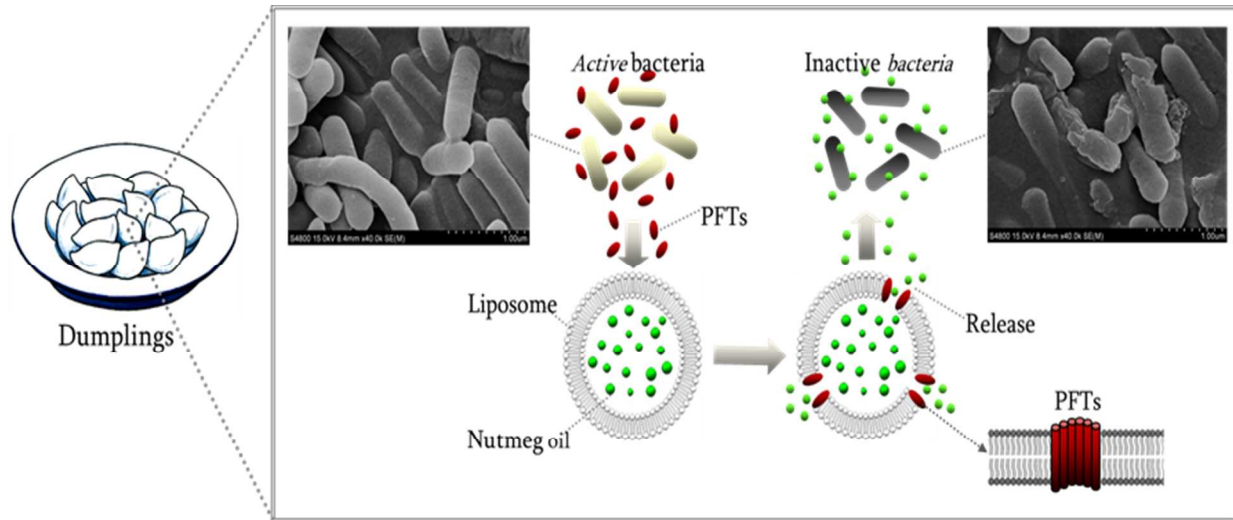 Active bacteria
Inactive bacteria
S4800 15.0kV 8.4mm x40.0k SE(M)
1.00um
PFTs
S4800 15.0kV 8.4mm x40.0k SE(M)
1.00um
Liposome
Release
Dumplings
Nutmeg oil
PFTs